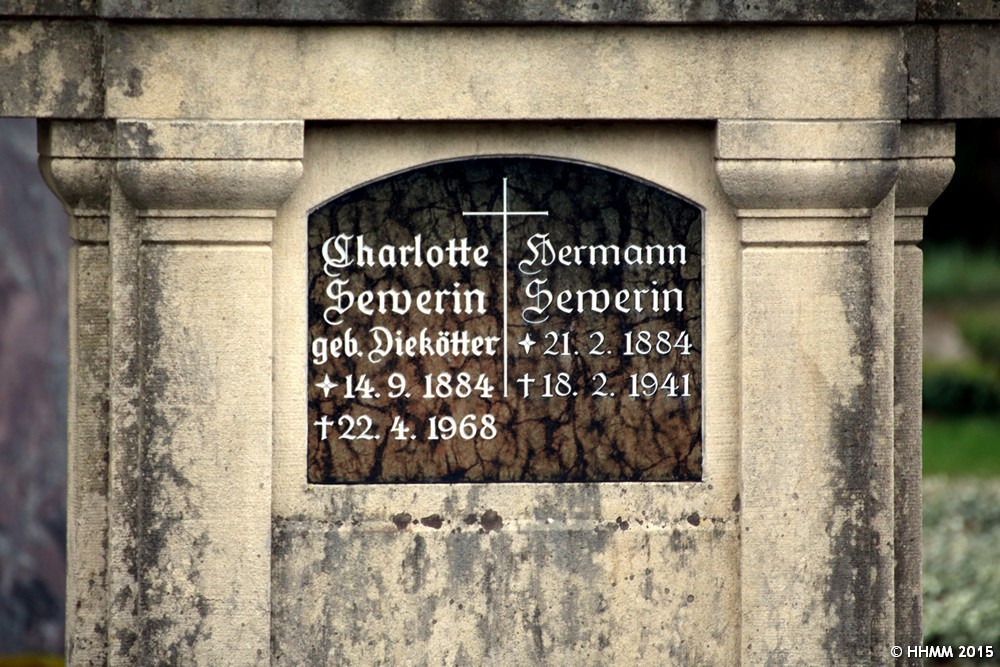 Charlotte
Sewerin
geb. Diekötter
✦ 14. 9. 1884
† 22. 4. 1968
Hermann
Sewerin
✦ 21. 2. 1884
† 18. 2. 1941
© HHMM 2015